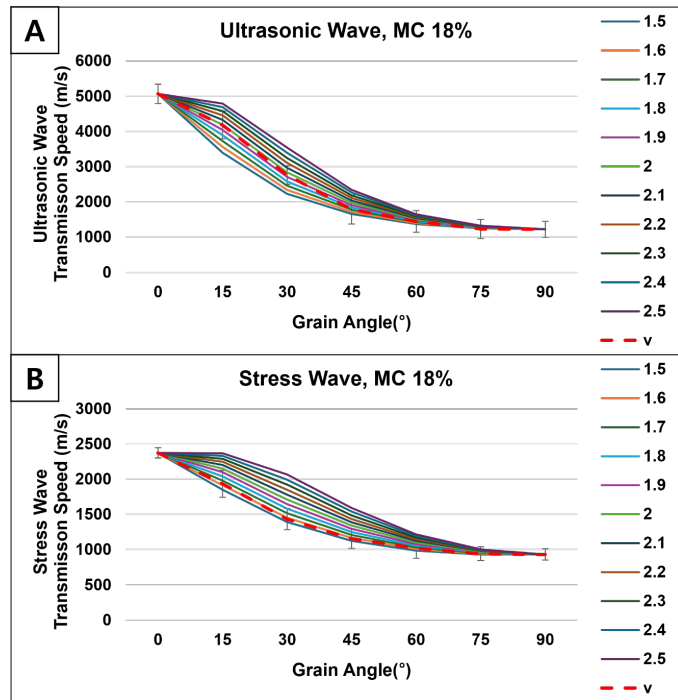 A
Ultrasonic Wave, MC 18%
Ultrasonic Wave
Transmisson Speed (m/s)
6000
5000
4000
3000
2000
1000
0
0 15 30 45 60 75 90
Grain Angle(°)
1.5
1.6
1.7
1.8
1.9
2
2.1
2.2
2.3
2.4
2.5
v
B
Stress Wave, MC 18%
Stress Wave
Transmisson Speed (m/s)
3000
2500
2000
1500
1000
500
0
0 15 30 45 60 75 90
Grain Angle(°)
1.5
1.6
1.7
1.8
1.9
2
2.1
2.2
2.3
2.4
2.5
v